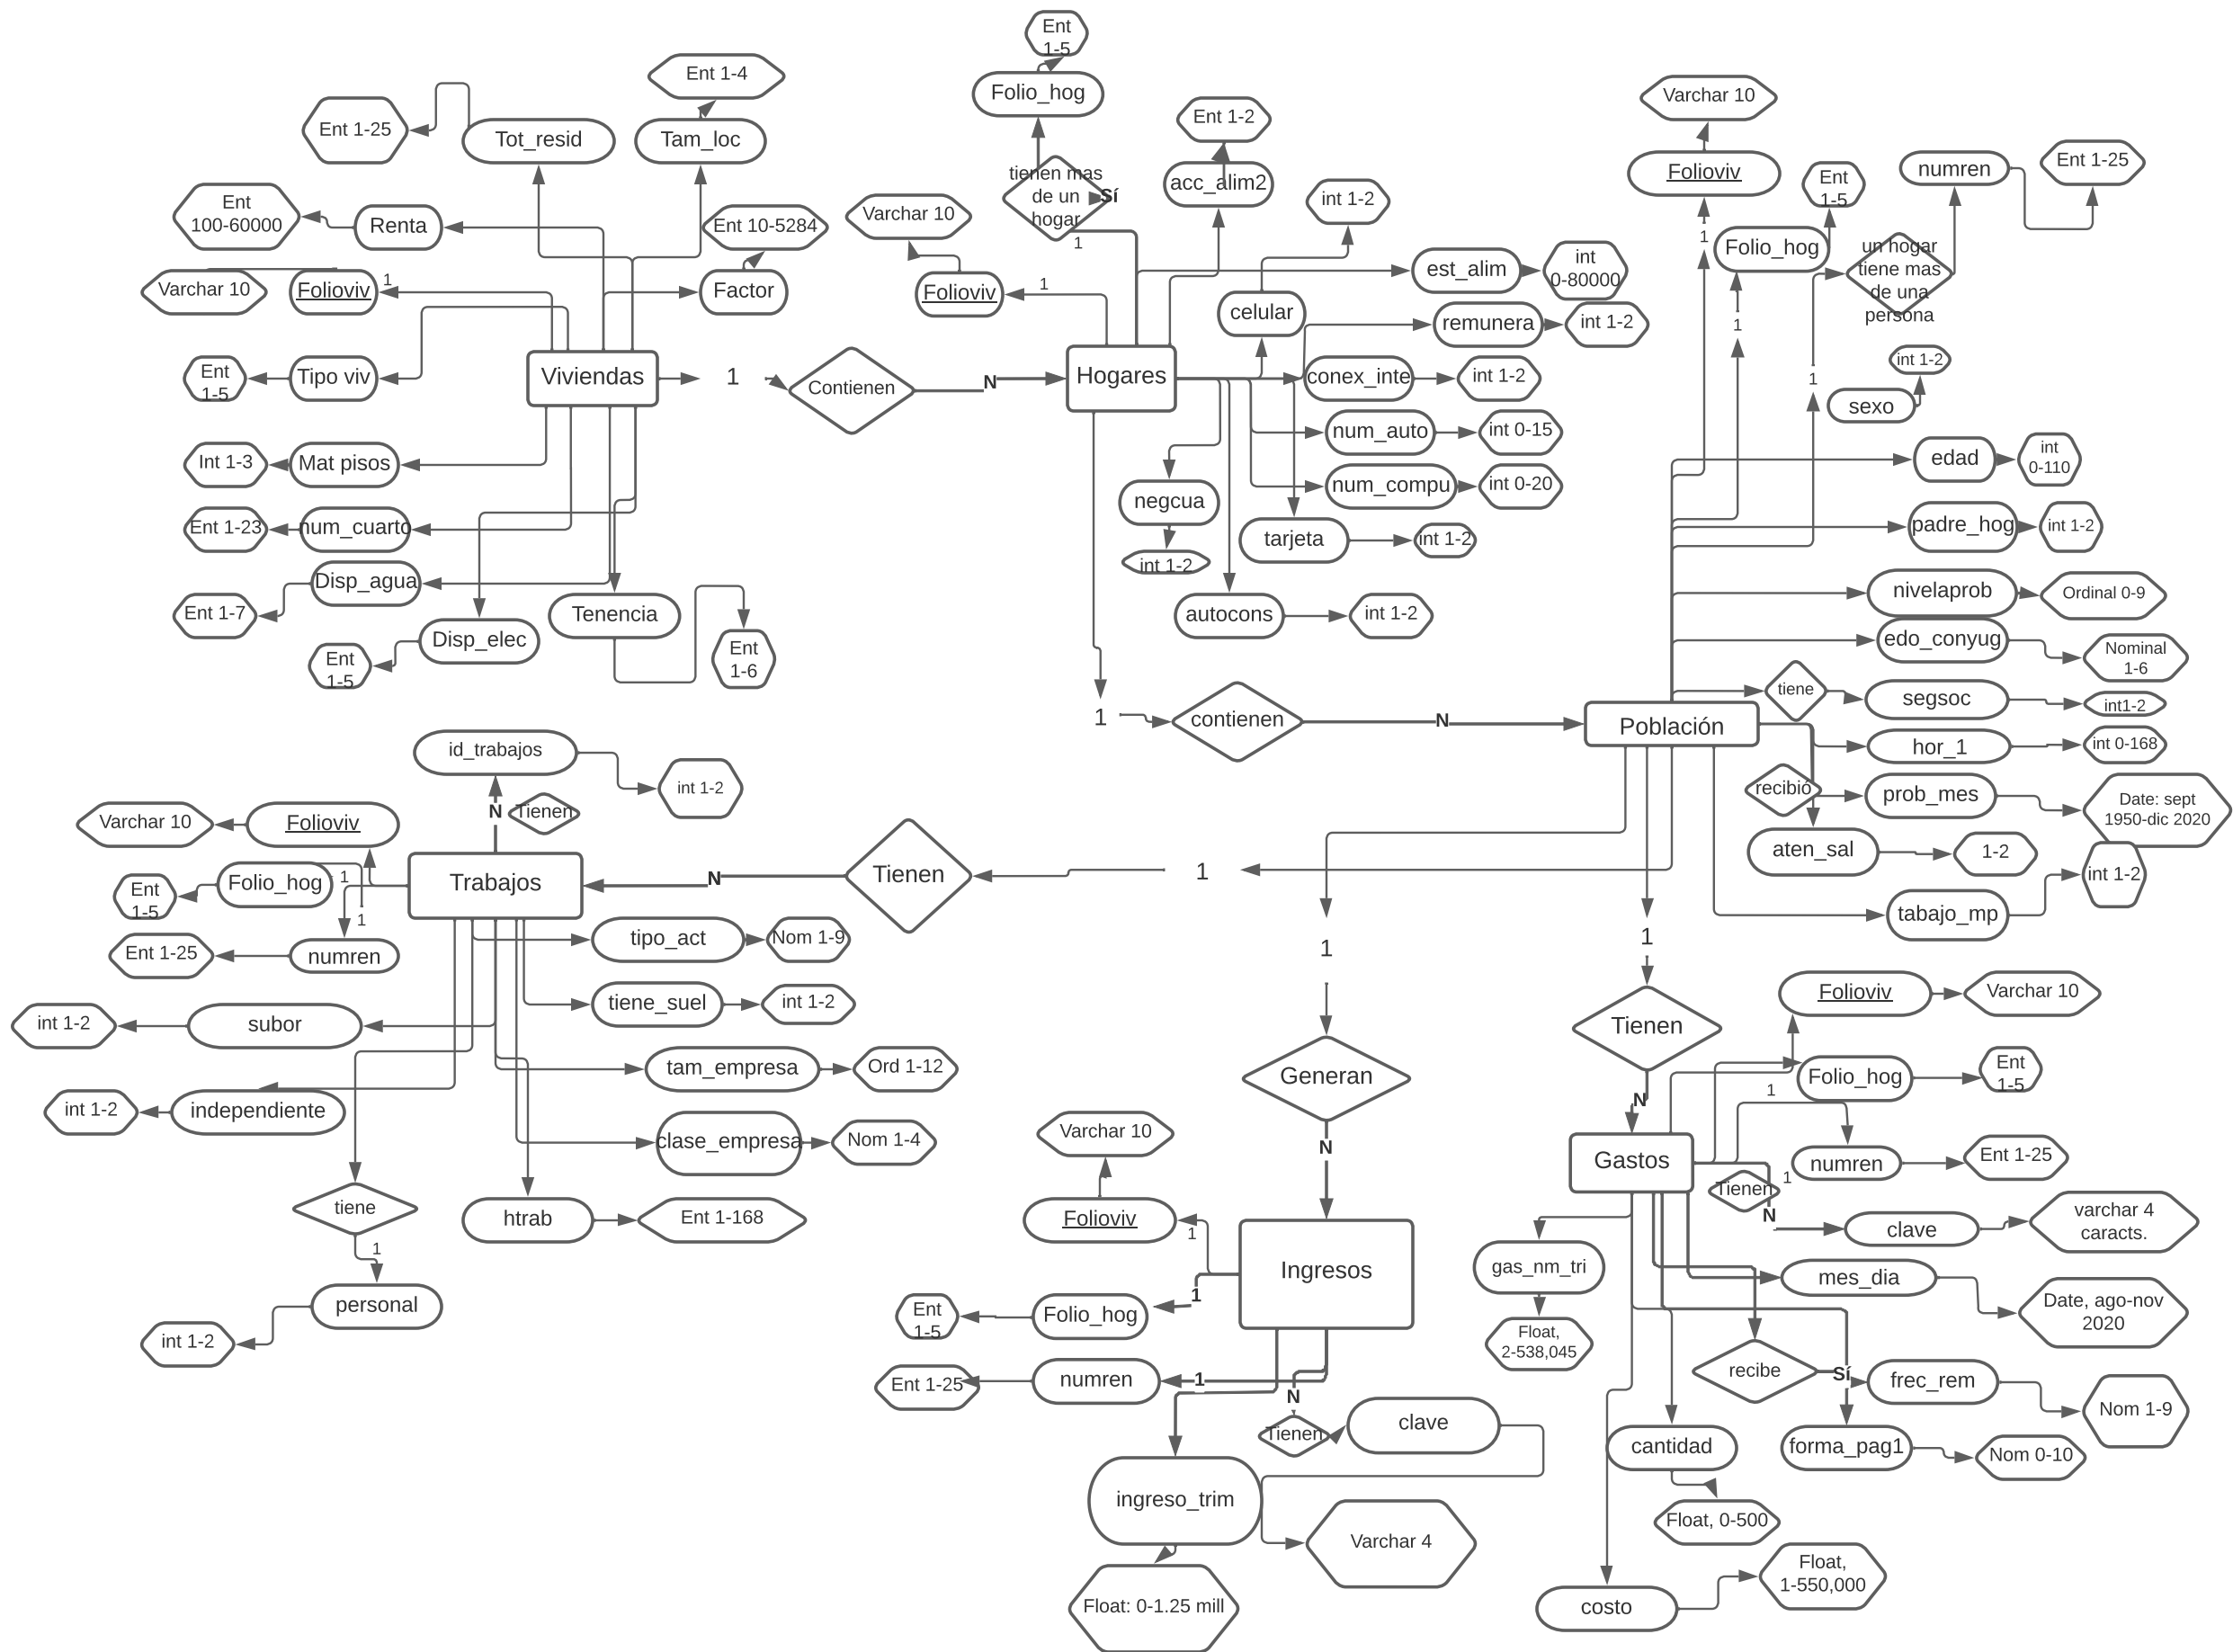 Ent
1-5
Ent 1-4
Folio_hog
Varchar 10
Ent 1-25
Tot_resid
Tam_loc
Ent 1-2
Ent 1-25
tienen mas
de un
hogar
Sí
1
acc_alim2
Folioviv
numren
Ent
1-5
Ent
100-60000
Renta
Ent 10-5284
Varchar 10
int 1-2
1
Folio_hog
un hogar
tiene mas
de una
persona
Varchar 10
Folioviv
1
Factor
Folioviv
1
celular
est_alim
int
0-80000
remunera
int 1-2
1
Ent
1-5
Tipo viv
Viviendas
1
Contienen
N
Hogares
conex_inte
int 1-2
1
int 1-2
sexo
Int 1-3
Mat pisos
num_auto
int 0-15
edad
int
0-110
Ent 1-23
num_cuarto
negcua
int 1-2
num_compu
int 0-20
tarjeta
int 1-2
padre_hog
int 1-2
Disp_agua
Ent 1-7
Tenencia
autocons
int 1-2
nivelaprob
Ordinal 0-9
Disp_elec
Ent
1-5
Ent
1-6
edo_conyug
Nominal
1-6
tiene
segsoc
int1-2
1
contienen
N
Población
hor_1
int 0-168
id_trabajos
int 1-2
recibió
prob_mes
Date: sept
1950-dic 2020
N
Tienen
Varchar 10
Folioviv
aten_sal
1-2
Ent
1-5
Folio_hog
1
1
Trabajos
N
Tienen
1
int 1-2
tabajo_mp
Ent 1-25
numren
tipo_act
Nom 1-9
1
1
Folioviv
Varchar 10
int 1-2
subor
tiene_suel
int 1-2
Tienen
tam_empresa
Ord 1-12
Generan
Folio_hog
Ent
1-5
int 1-2
independiente
N
1
clase_empresa
Nom 1-4
Varchar 10
N
Gastos
numren
Ent 1-25
tiene
Tienen
1
N
htrab
Ent 1-168
Folioviv
1
clave
varchar 4
caracts.
1
personal
int 1-2
Ingresos
gas_nm_tri
mes_dia
Ent
1-5
Folio_hog
1
Float,
2-538,045
Date, ago-nov
2020
Ent 1-25
numren
1
N
recibe
Sí
frec_rem
Nom 1-9
Tienen
clave
cantidad
forma_pag1
Nom 0-10
ingreso_trim
Varchar 4
Float, 0-500
Float: 0-1.25 mill
costo
Float,
1-550,000